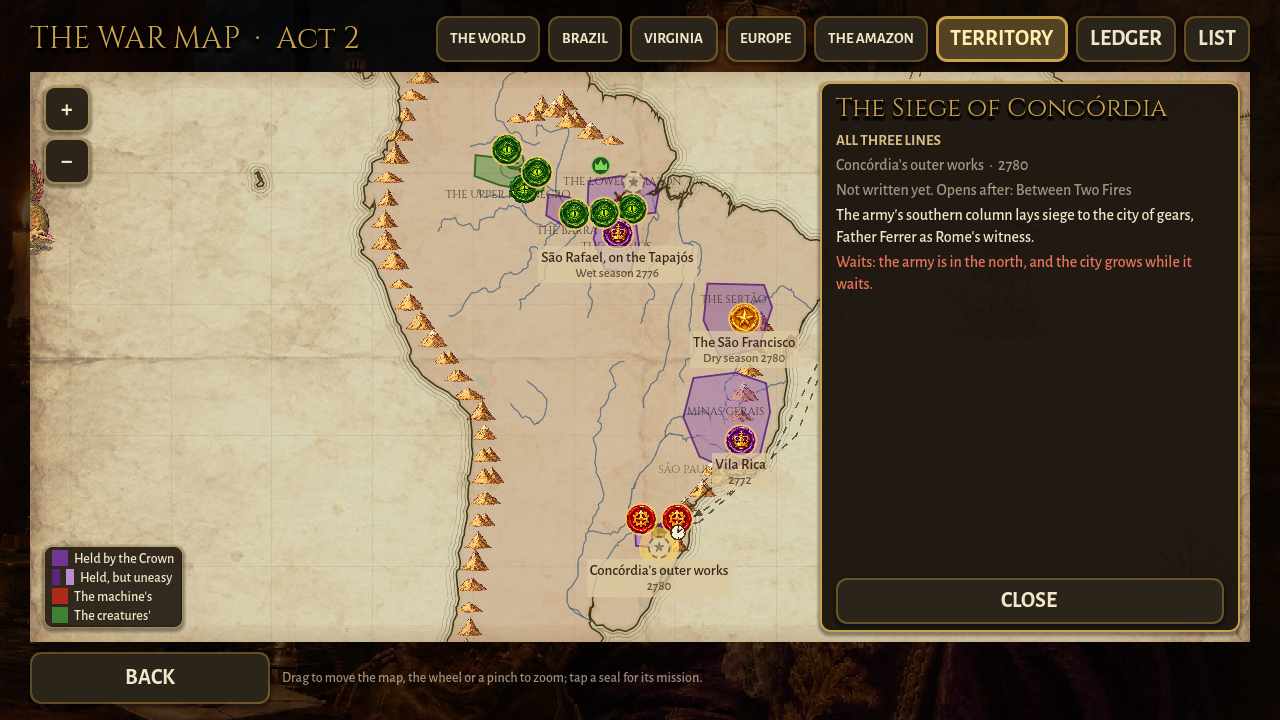 THE WAR MAP · ACT 2
THE WORLD
BRAZIL
VIRGINIA
EUROPE
THE AMAZON
TERRITORY
LEDGER
LIST
+
−
THE SIEGE OF CONCÓRDIA
ALL THREE LINES
Concórdia's outer works · 2780
Not written yet. Opens after: Between Two Fires
The army's southern column lays siege to the city of gears,
Father Ferrer as Rome's witness.
Waits: the army is in the north, and the city grows while it
waits.
CLOSE
THE LOWER
THE UPPER
THE BARRA
São Rafael, on the Tapajós
Wet season 2776
THE SERTÃO
The São Francisco
Dry season 2780
MINAS GERAIS
SÃO
Vila Rica
2772
Concórdia's outer works
2780
Held by the Crown
Held, but uneasy
The machine's
The creatures'
BACK
Drag to move the map, the wheel or a pinch to zoom; tap a seal for its mission.